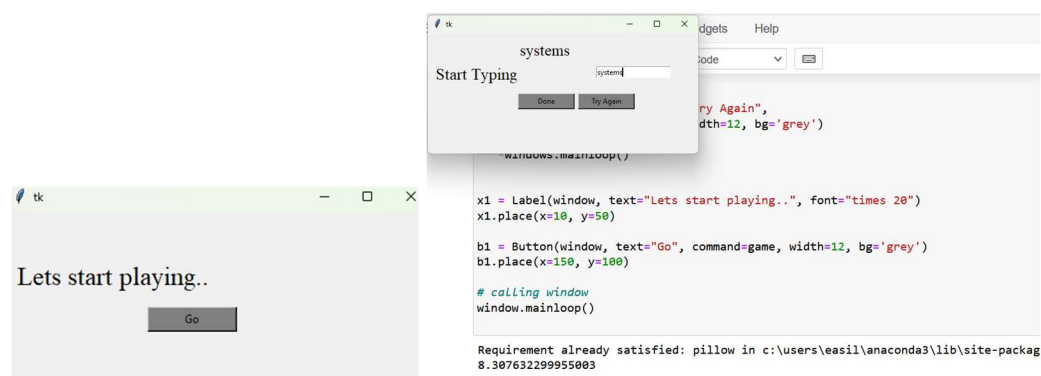 tk
systems
Start Typing
systems
Done
Try Again
dgets Help
Code
ry Again",
dth=12, bg='grey')
windows.mainloop()
x1 = Label(window, text="Lets start playing..", font="times 20")
x1.place(x=10, y=50)
b1 = Button(window, text="Go", command=game, width=12, bg='grey')
b1.place(x=150, y=100)
# calling window
window.mainloop()
Requirement already satisfied: pillow in c:\users\easil\anaconda3\lib\site-packag
8.307632299955003
tk
Lets start playing..
Go